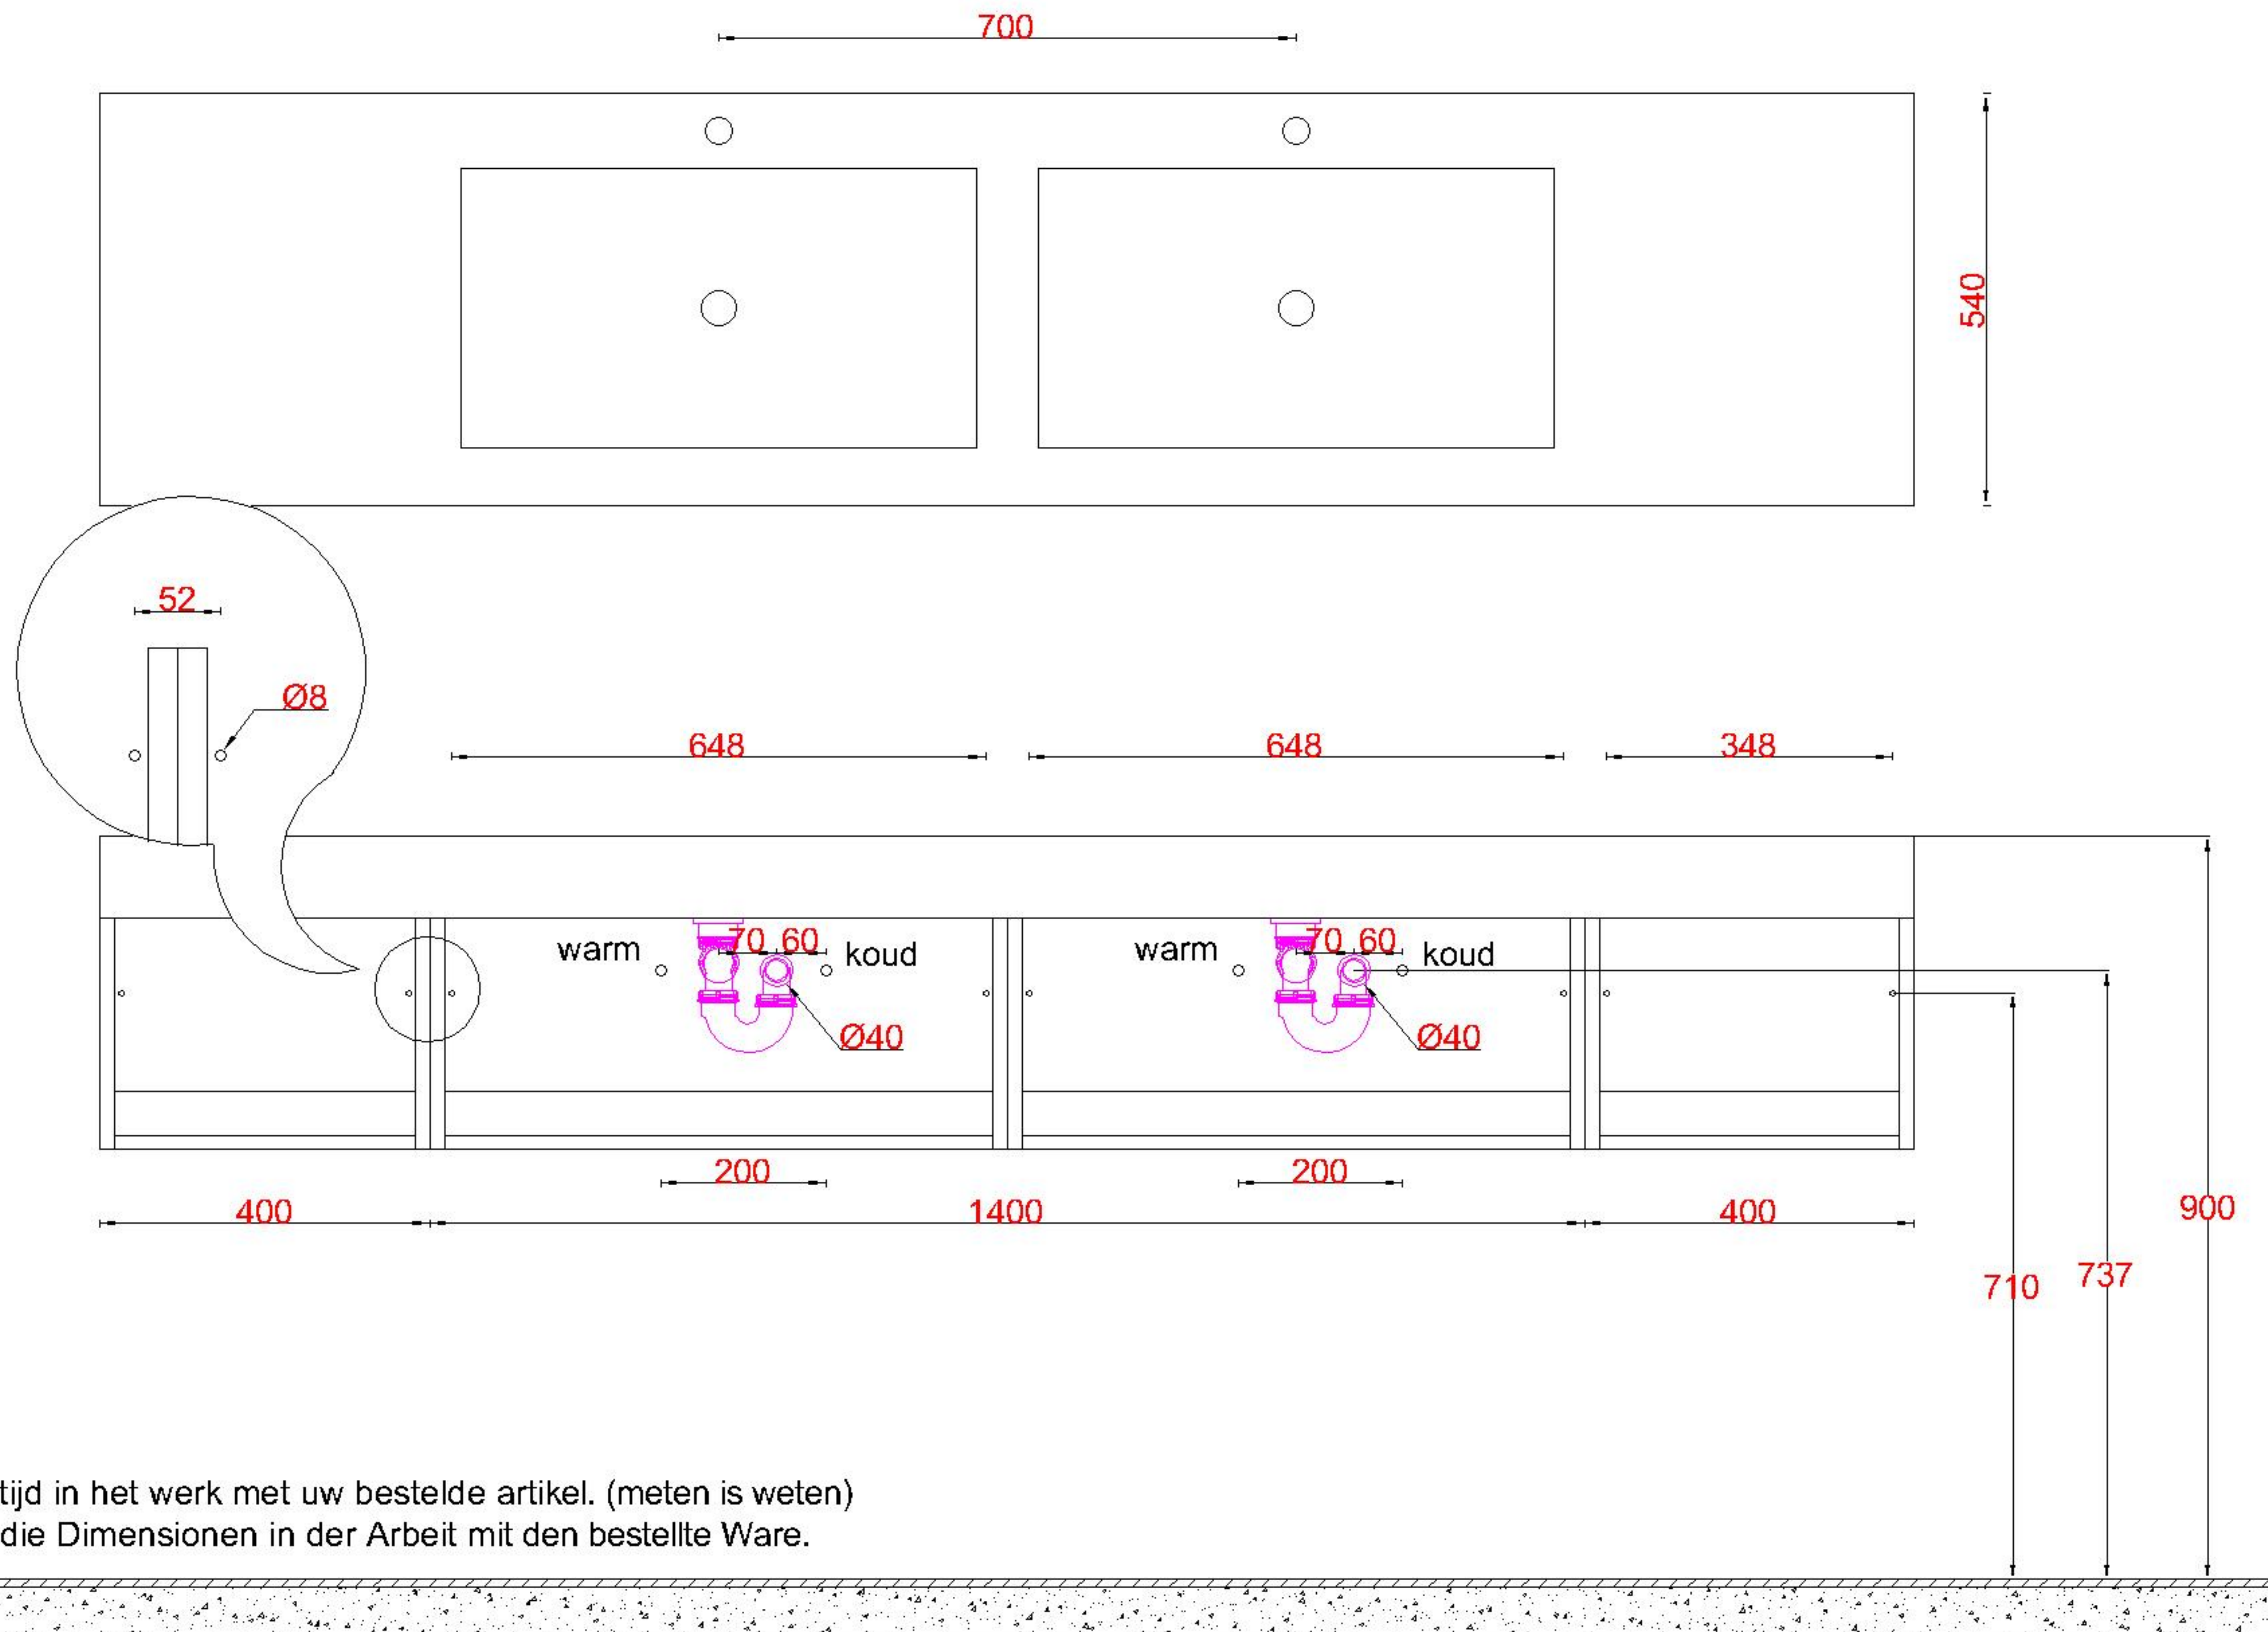 700
540
52
Ø8
648
648
348
warm
70
60
koud
warm
70
60
koud
Ø40
Ø40
200
200
400
1400
400
900
737
710
tijd in het werk met uw bestelde artikel. (meten is weten)
die Dimensionen in der Arbeit mit den bestellte Ware.